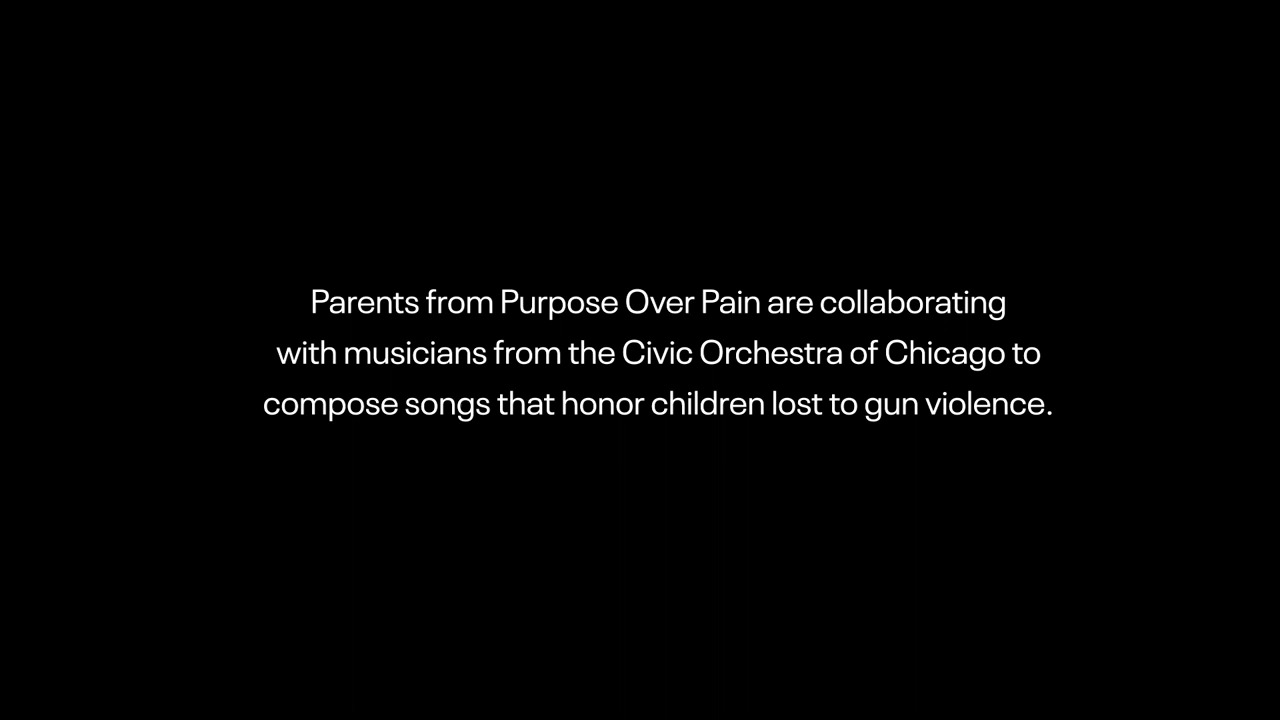 Parents from Purpose Over Pain are collaborating
with musicians from the Civic Orchestra of Chicago to
compose songs that honor children lost to gun violence.